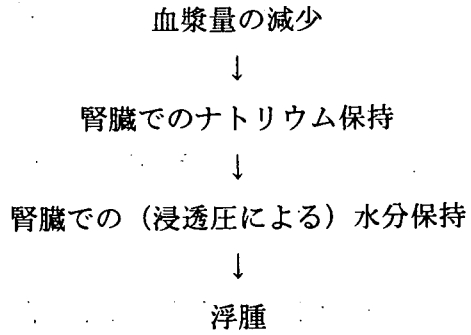 血漿量の減少
↓
腎臓でのナトリウム保持
↓
腎臓での（浸透圧による）水分保持
↓
浮腫